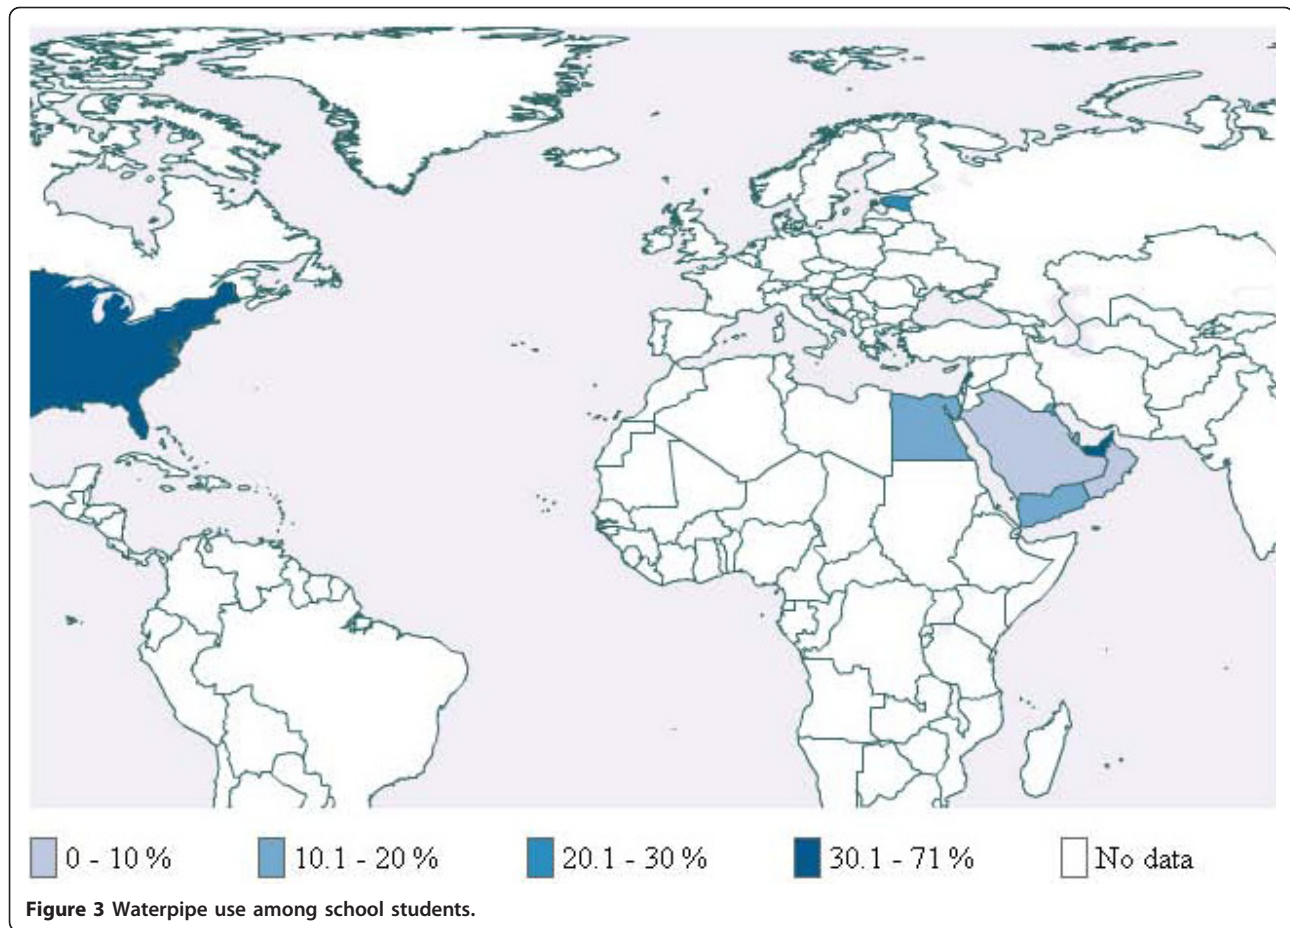 0 - 10 % 10.1 - 20 % 20.1 - 30 % 30.1 - 71 % No data
Figure 3 Waterpipe use among school students.